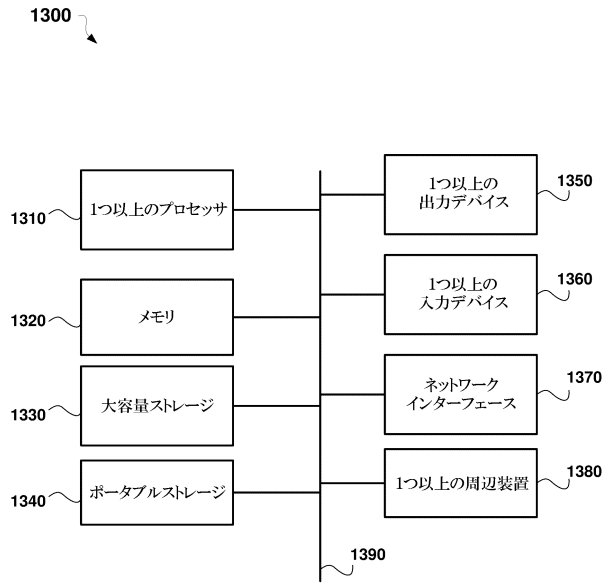 1300
1つ以上のプロセッサ
1310
メモリ
1320
大容量ストレージ
1330
ポータブルストレージ
1340
1つ以上の
出力デバイス
1350
1つ以上の
入力デバイス
1360
ネットワーク
インターフェース
1370
1つ以上の周辺装置
1380
1390